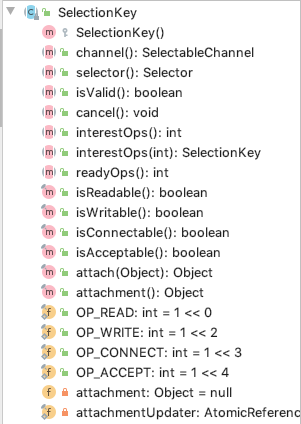 SelectionKey
SelectionKey()
channel(): SelectableChannel
selector(): Selector
isValid(): boolean
cancel(): void
interestOps(): int
interestOps(int): SelectionKey
readyOps(): int
isReadable(): boolean
isWritable(): boolean
isConnectable(): boolean
isAcceptable(): boolean
attach(Object): Object
attachment(): Object
OP_READ: int = 1 << 0
OP_WRITE: int = 1 << 2
OP_CONNECT: int = 1 << 3
OP_ACCEPT: int = 1 << 4
attachment: Object = null
attachmentUpdater: AtomicReferenc